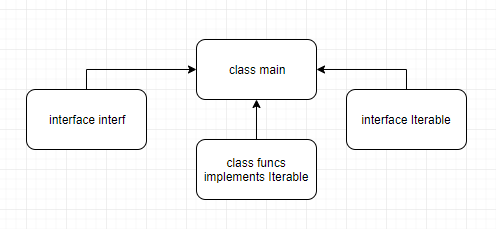 class main
interface interf
interface Iterable
class funcs
implements Iterable